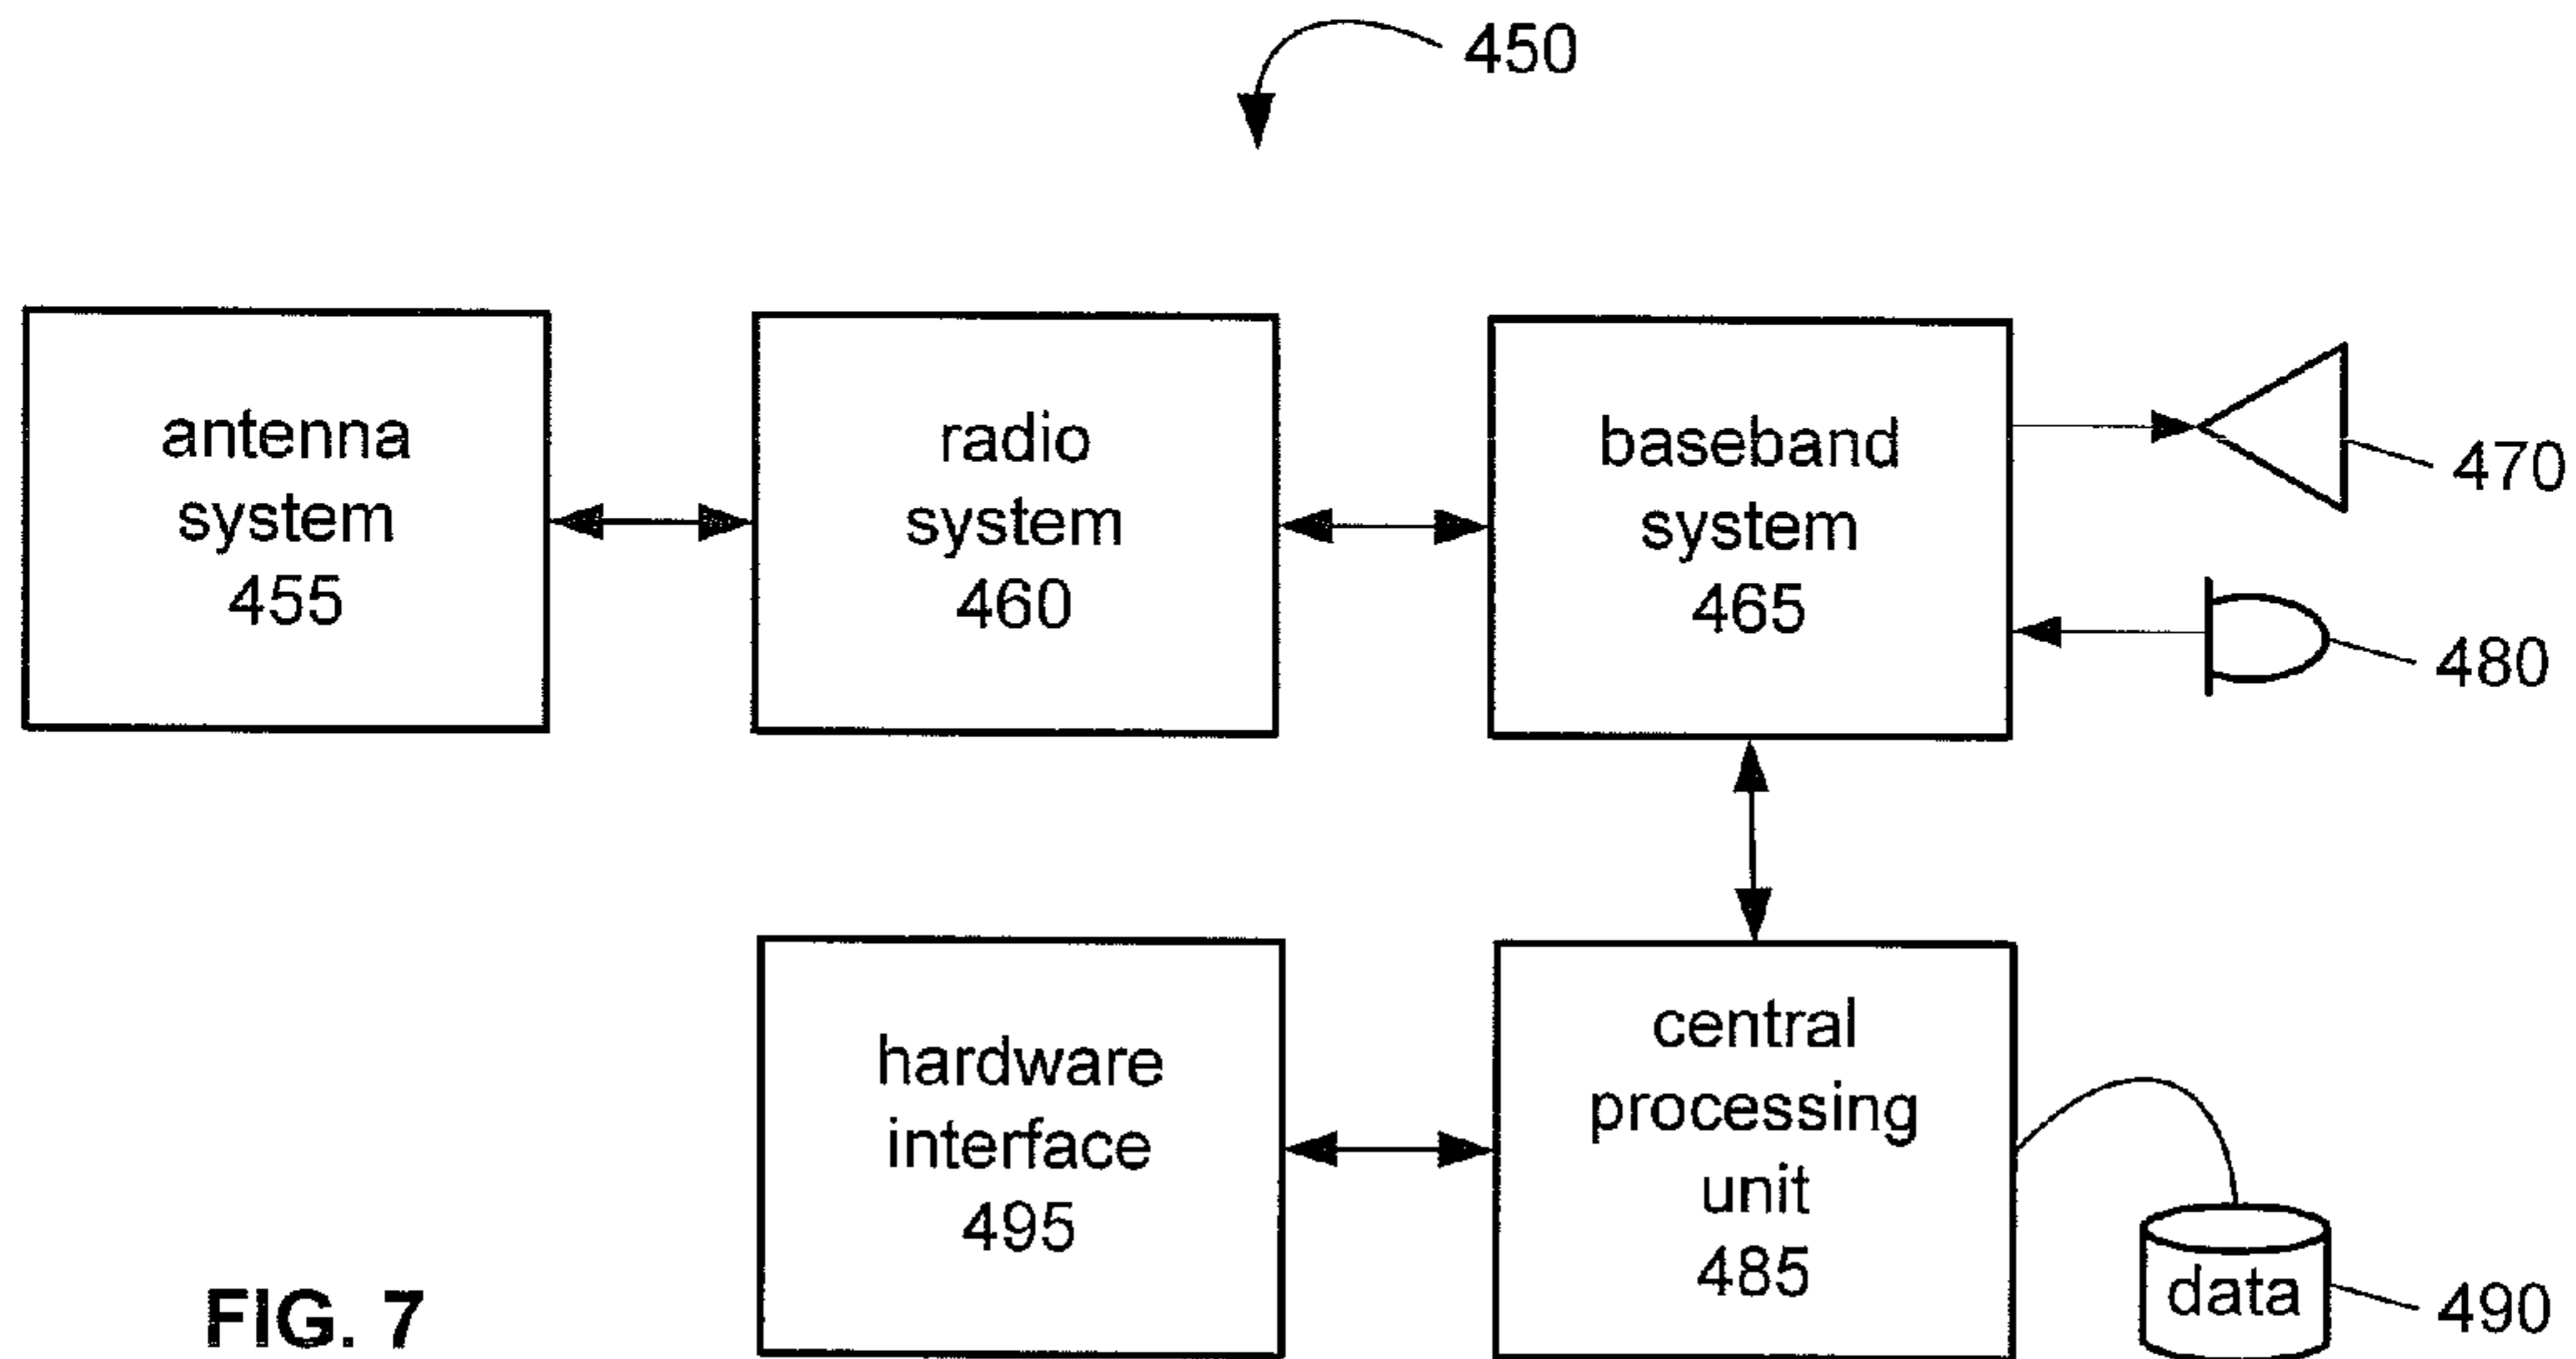 450
antenna
system
455
radio
system
460
baseband
system
465
470
480
hardware
interface
495
central
processing
unit
485
data
490
FIG. 7